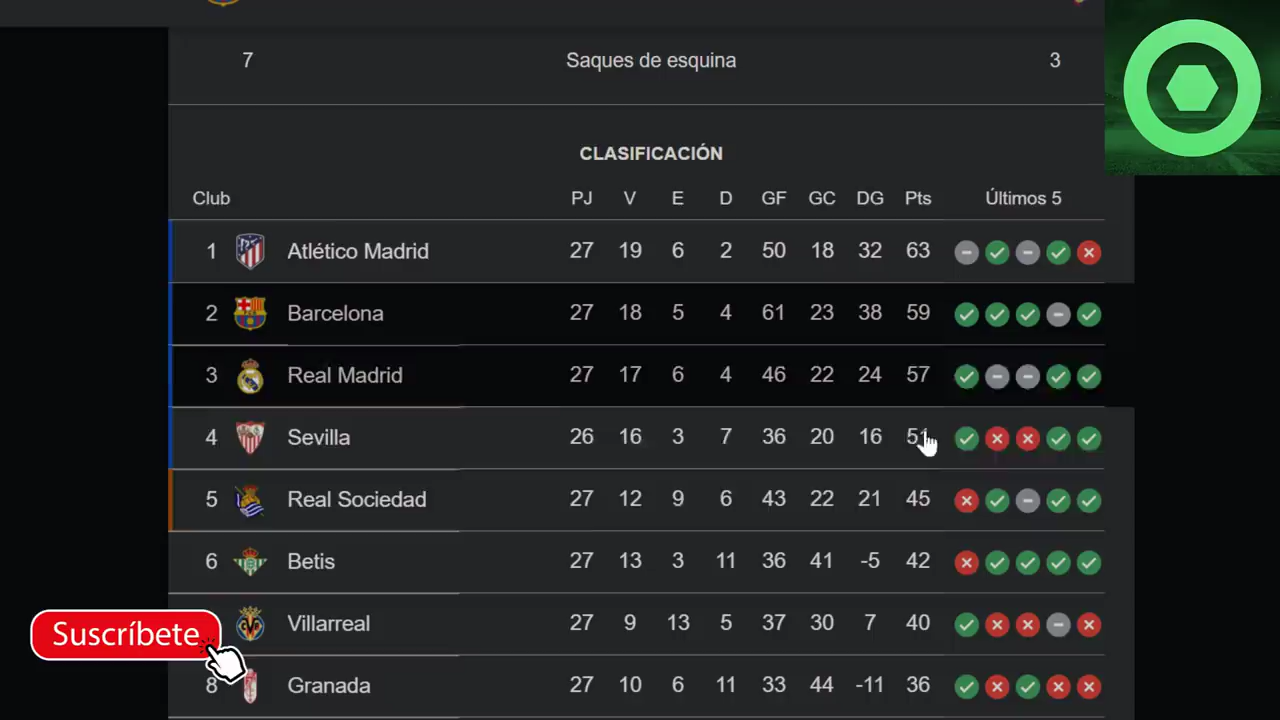 7 Saques de esquina 3
CLASIFICACIÓN
Club PJ V E D GF GC DG Pts Últimos 5
1 Atlético Madrid 27 19 6 2 50 18 32 63
2 Barcelona 27 18 5 4 61 23 38 59
3 Real Madrid 27 17 6 4 46 22 24 57
4 Sevilla 26 16 3 7 36 20 16 51
5 Real Sociedad 27 12 9 6 43 22 21 45
6 Betis 27 13 3 11 36 41 -5 42
7 Villarreal 27 9 13 5 37 30 7 40
8 Granada 27 10 6 11 33 44 -11 36
Suscríbete